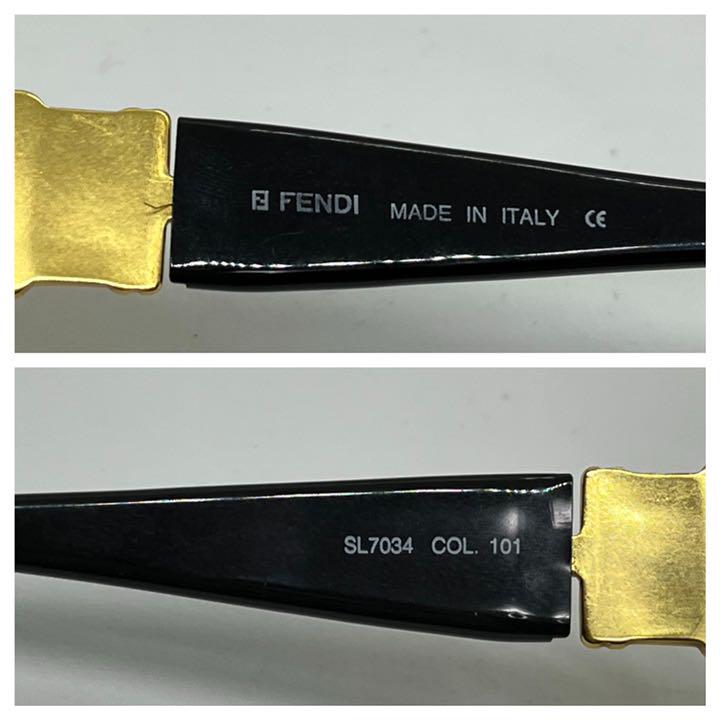 FENDI MADE IN ITALY CE
SL7034 COL. 101